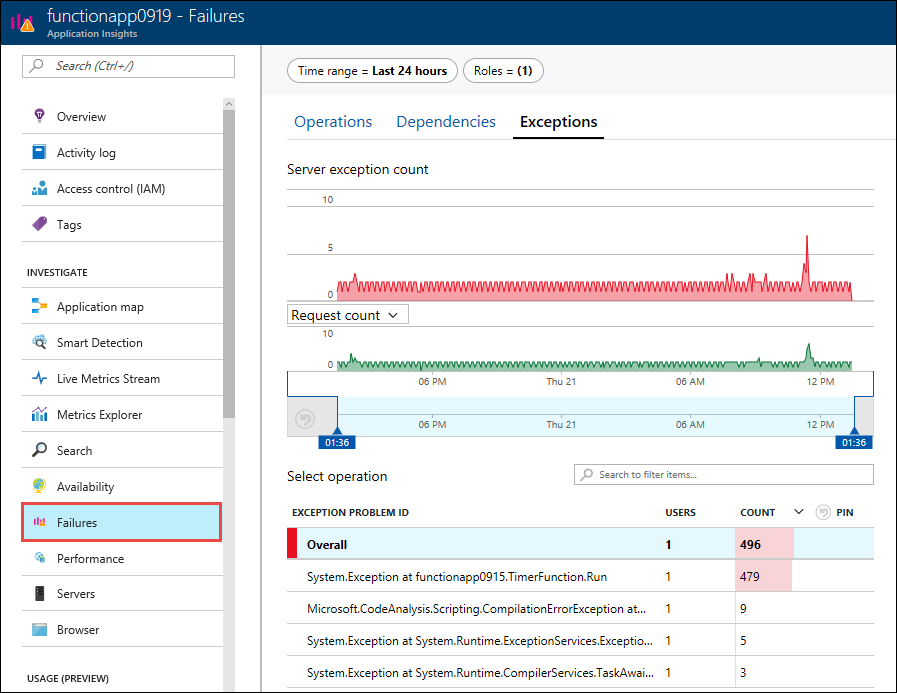 functionapp0919 - Failures
Application Insights
Search (Ctrl+/)
Overview
Activity log
Access control (IAM)
Tags
INVESTIGATE
Application map
Smart Detection
Live Metrics Stream
Metrics Explorer
Search
Availability
Failures
Performance
Servers
Browser
USAGE (PREVIEW)
Time range = Last 24 hours Roles = (1)
Operations Dependencies Exceptions
Server exception count
10
5
0
Request count
10
0
06 PM Thu 21 06 AM 12 PM
06 PM Thu 21 06 AM 12 PM
01:36 01:36
Select operation Search to filter items...
EXCEPTION PROBLEM ID USERS COUNT PIN
Overall 1 496
System.Exception at functionapp0915.TimerFunction.Run 1 479
Microsoft.CodeAnalysis.Scripting.CompilationErrorException at... 1 9
System.Exception at System.Runtime.ExceptionServices.Exceptio... 1 5
System.Exception at System.Runtime.CompilerServices.TaskAwai... 1 3